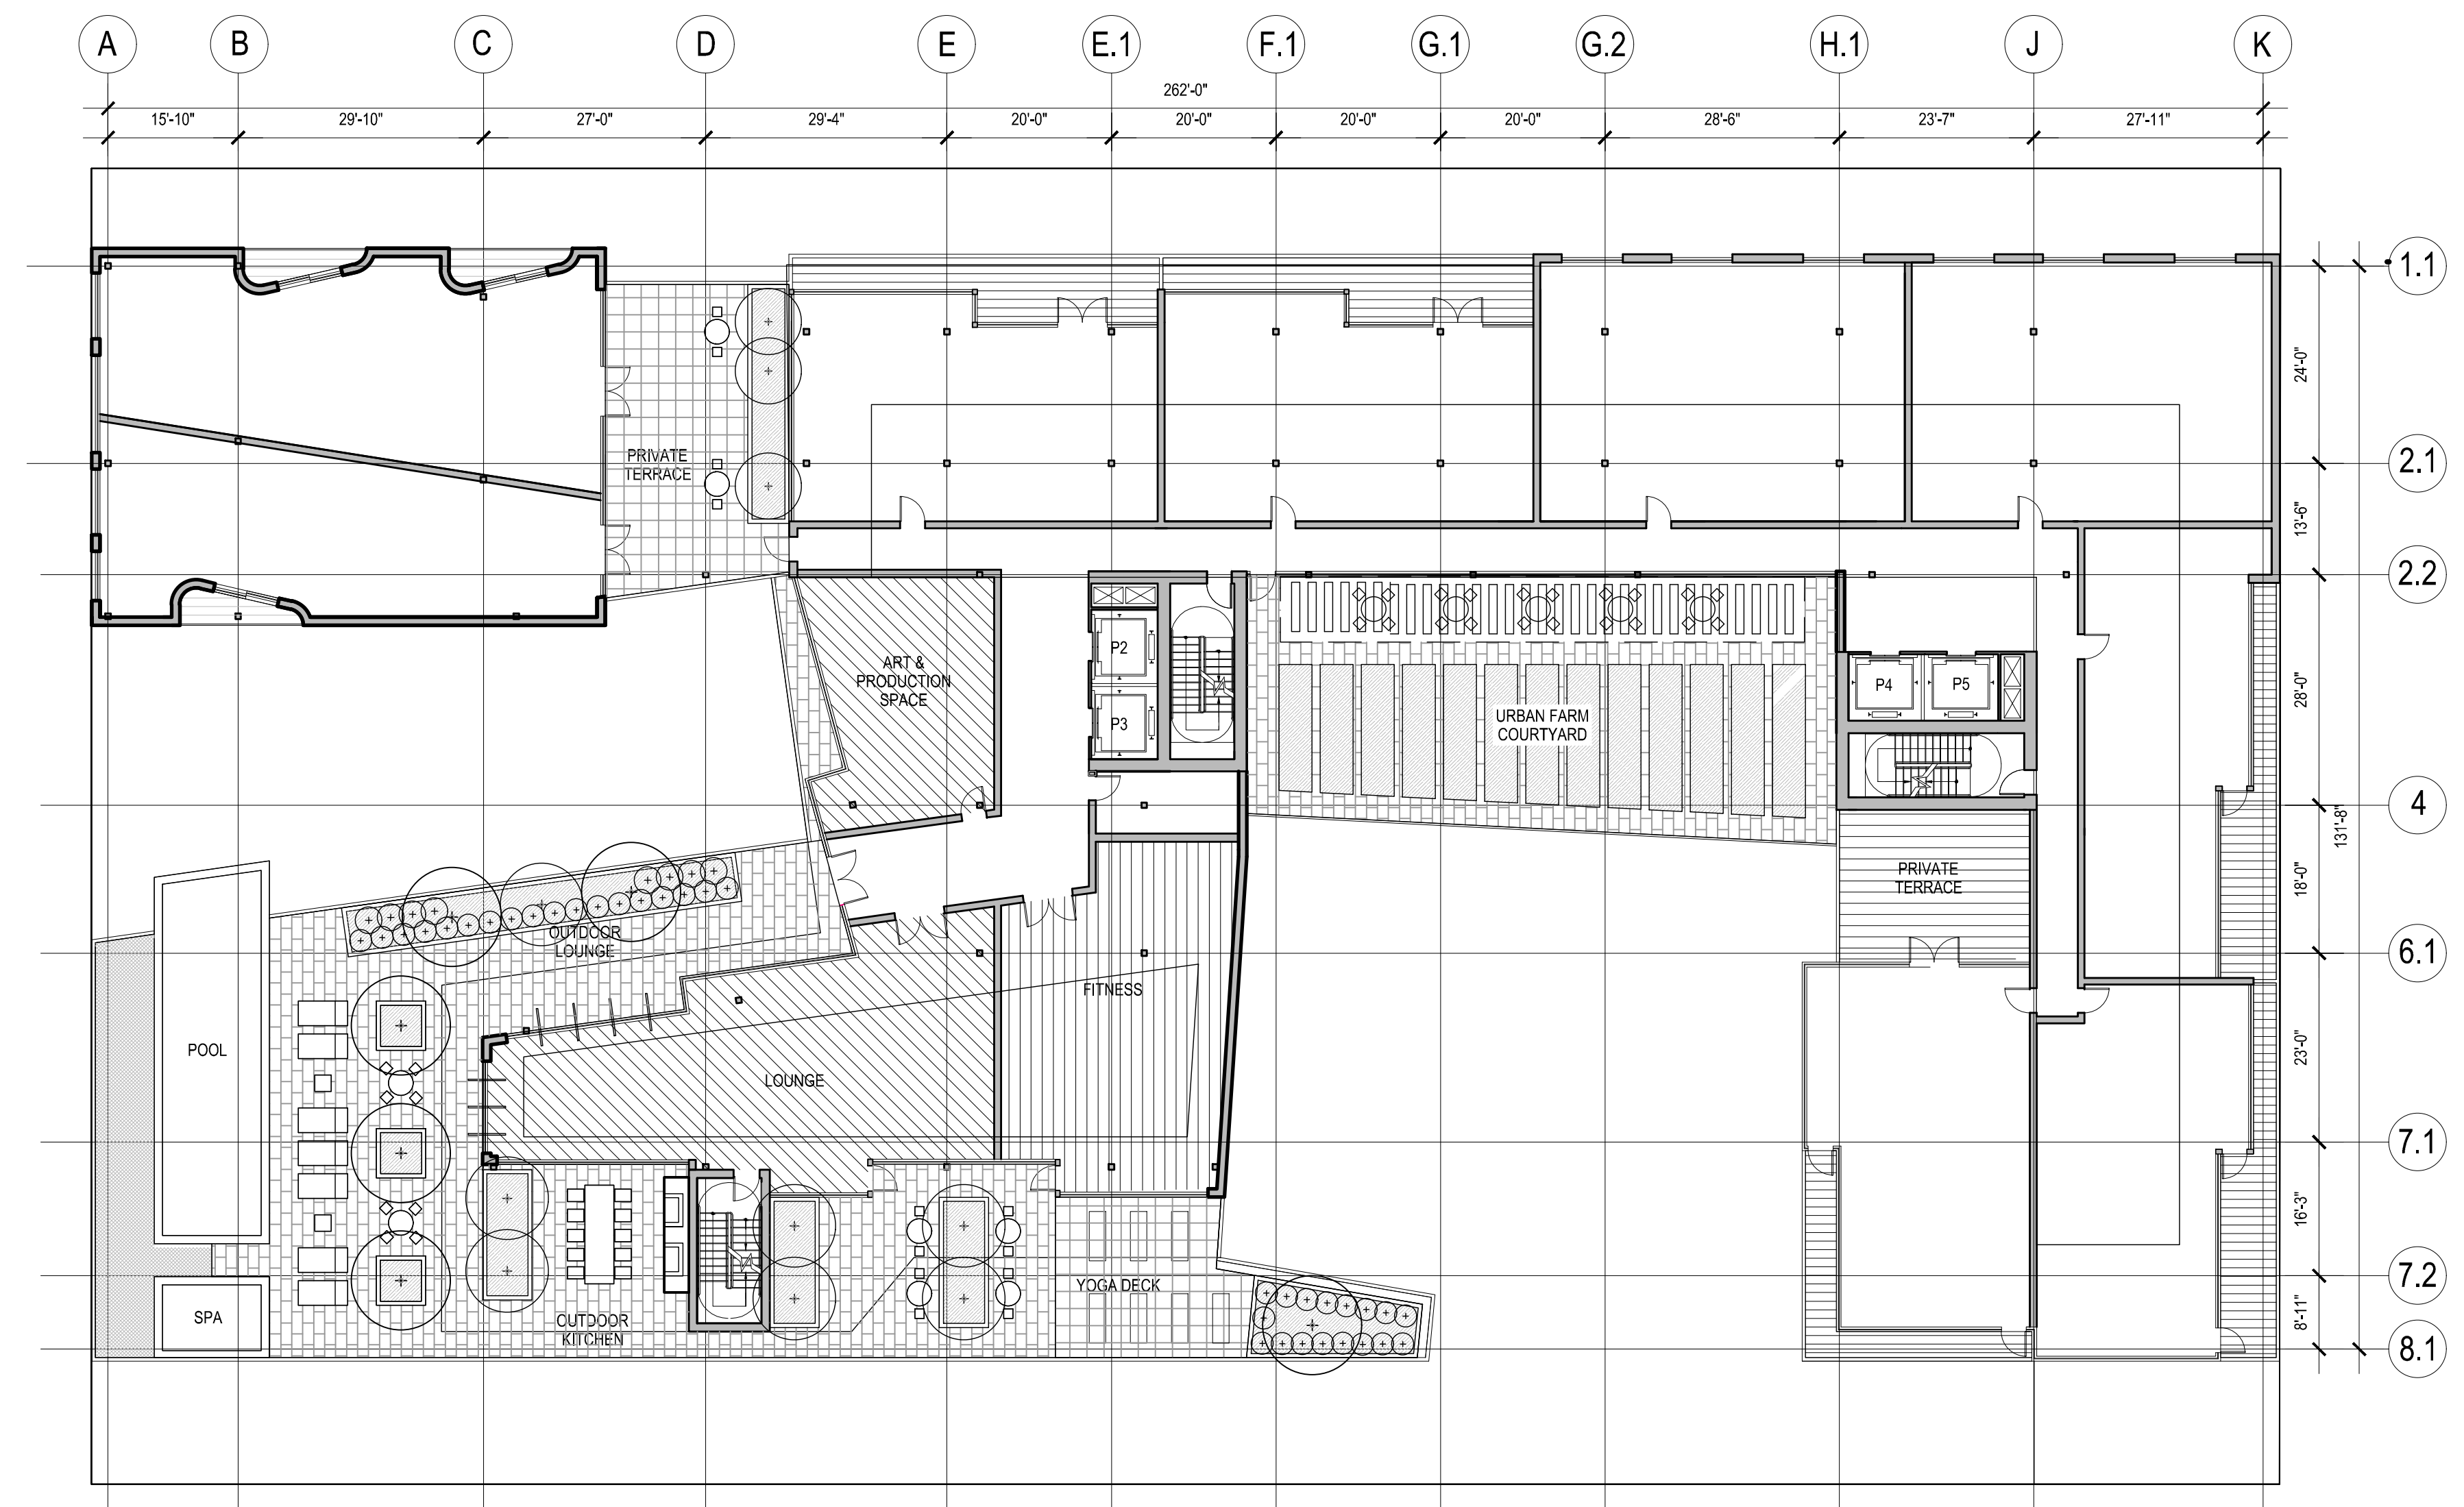 A B C D E E.1 F.1 G.1 G.2 H.1 J K
262'-0"
15'-10" 29'-10" 27'-0" 29'-4" 20'-0" 20'-0" 20'-0" 20'-0" 28'-6" 23'-7" 27'-11"
1.1
24'-0"
PRIVATE
TERRACE
2.1
13'-6"
2.2
ART &
PRODUCTION
SPACE
P2
P3
URBAN FARM
COURTYARD
P4
P5
28'-0"
4
131'-8"
PRIVATE
TERRACE
18'-0"
OUTDOOR
LOUNGE
6.1
FITNESS
POOL
LOUNGE
23'-0"
7.1
16'-3"
YOGA DECK
7.2
SPA
OUTDOOR
KITCHEN
8'-11"
8.1